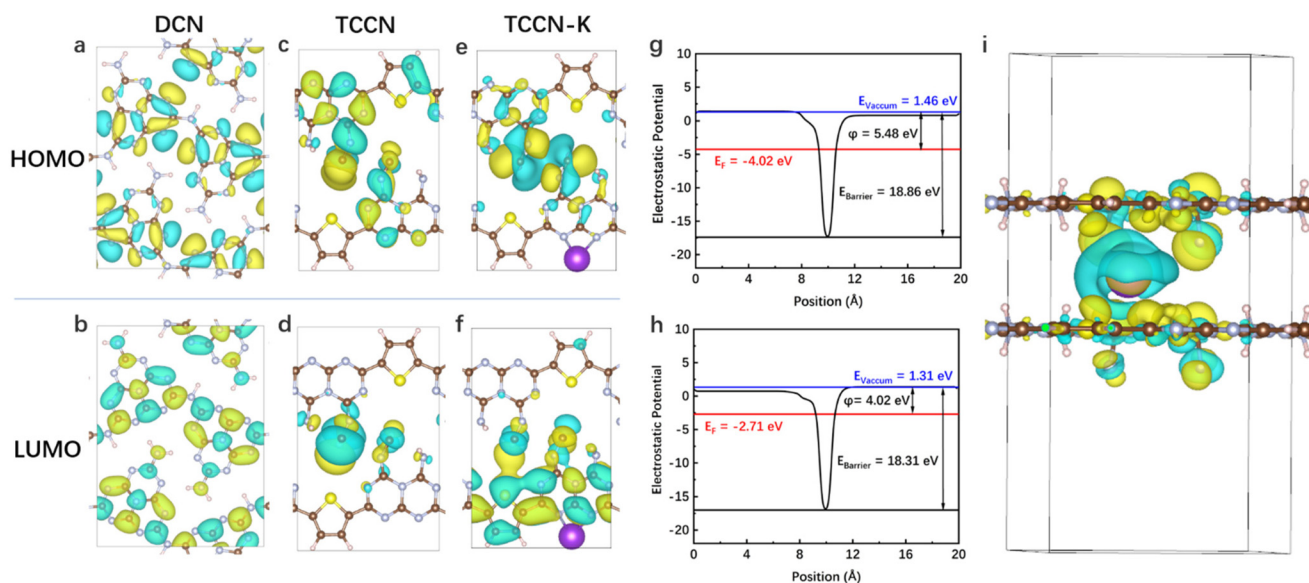 DCN
TCCN
TCCN-K
a
c
e
g
i
HOMO
10
5
0
-5
-10
-15
-20
Electrostatic Potential
E_Vaccum = 1.46 eV
φ = 5.48 eV
E_F = -4.02 eV
E_Barrier = 18.86 eV
0
4
8
12
16
20
Position (Å)
b
d
f
h
LUMO
10
5
0
-5
-10
-15
-20
Electrostatic Potential
E_Vaccum = 1.31 eV
φ= 4.02 eV
E_F = -2.71 eV
E_Barrier = 18.31 eV
0
4
8
12
16
20
Position (Å)